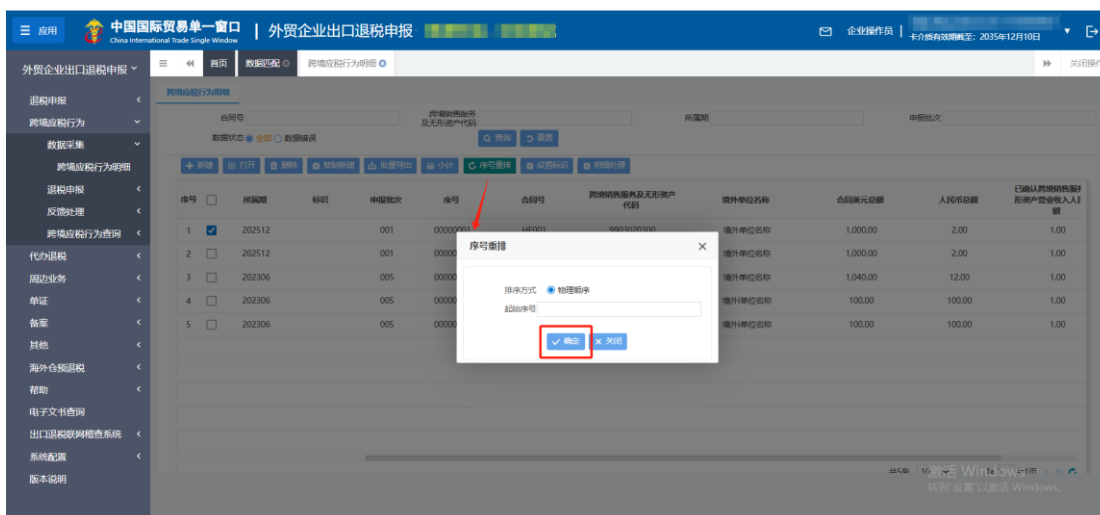 应用 中国国际贸易单一窗口 China International Trade Single Window | 外贸企业出口退税申报 企业操作员 | 卡介质有效期截至：2035年12月10日
外贸企业出口退税申报 首页 数据匹配 跨境应税行为明细
退税申报
跨境应税行为
数据采集
跨境应税行为明细
退税申报
反馈处理
跨境应税行为查询
代办退税
周边业务
单证
备案
其他
海外仓预退税
帮助
电子文书查询
出口退税联网稽查系统
系统配置
版本说明
跨境应税行为明细
合同号 跨境销售服务及无形资产代码 所属期 申报批次
数据状态 全部 数据错误 查询 重置
新建 打开 删除 复制新建 批量导出 小计 序号重排 设置标识 明细处理
序号 所属期 标识 申报批次 序号 合同号 跨境销售服务及无形资产代码 境外单位名称 合同美元总额 人民币总额
1 202512 001 00000001 HF001 9903020300 境外单位名称 1,000.00 2.00 1.00
2 202512 001 00000 境外单位名称 1,000.00 2.00 1.00
3 202306 005 00000 境外单位名称 1,040.00 12.00 1.00
4 202306 005 00000 境外单位名称 100.00 100.00 1.00
5 202306 005 00000 境外单位名称 100.00 100.00 1.00
序号重排
排序方式 物理顺序
起始序号
确定 关闭
共5条
激活 Windows
转到"设置"以激活 Windows。